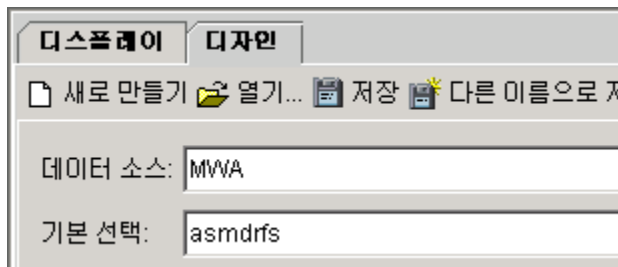 디스플레이 디자인
새로 만들기 열기... 저장 다른 이름으로
데이터 소스: MWA
기본 선택: asmdrfs